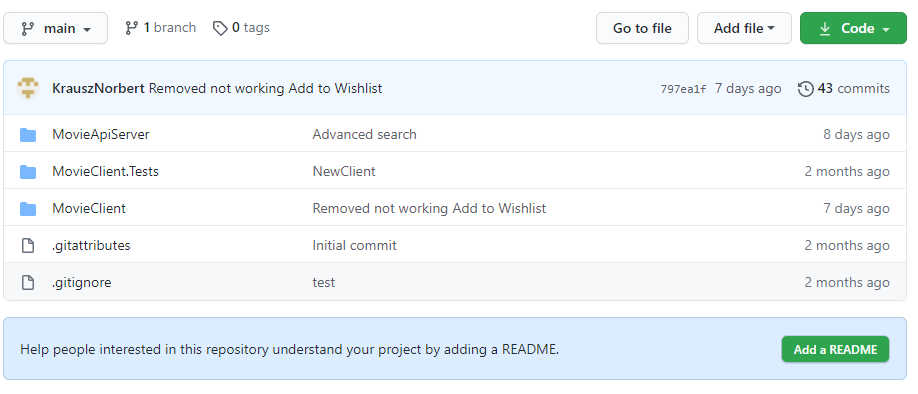 main 1 branch 0 tags Go to file Add file Code
KrauszNorbert Removed not working Add to Wishlist 797ea1f 7 days ago 43 commits
MovieApiServer Advanced search 8 days ago
MovieClient.Tests NewClient 2 months ago
MovieClient Removed not working Add to Wishlist 7 days ago
.gitattributes Initial commit 2 months ago
.gitignore test 2 months ago
Help people interested in this repository understand your project by adding a README. Add a README